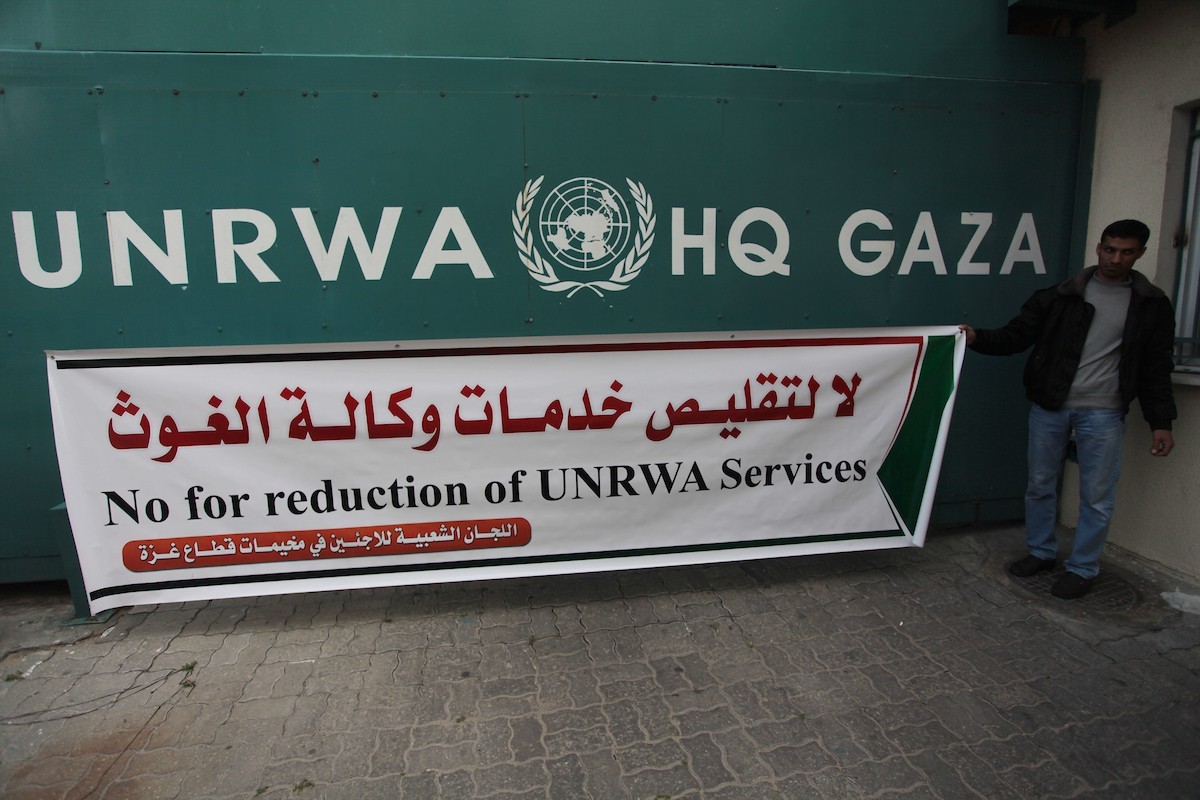 UNRWA HQ GAZA
لا لتقليص خدمات وكالة الغوث
No for reduction of UNRWA Services
اللجان الشعبية للاجئين في مخيمات قطاع غزة